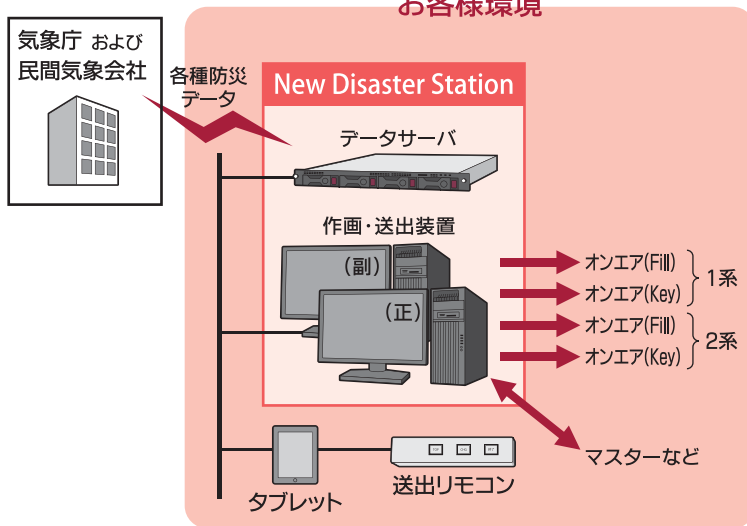 お客様環境
気象庁 および
民間気象会社
各種防災
データ
New Disaster Station
データサーバ
作画・送出装置
(副)
(正)
オンエア(Fill)
オンエア(Key)
1系
オンエア(Fill)
オンエア(Key)
2系
マスターなど
タブレット
送出リモコン